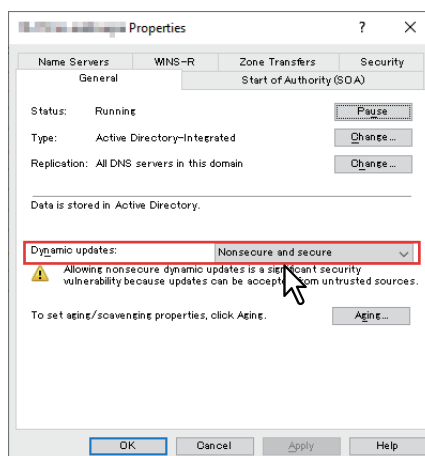 Properties
? ×
Name Servers WINS-R Zone Transfers Security
General Start of Authority (SOA)
Status: Running Pause
Type: Active Directory-Integrated Change...
Replication: All DNS servers in this domain Change...
Data is stored in Active Directory.
Dynamic updates: Nonsecure and secure
Allowing nonsecure dynamic updates is a significant security
vulnerability because updates can be accepted from untrusted sources.
To set aging/scavenging properties, click Aging. Aging...
OK Cancel Apply Help